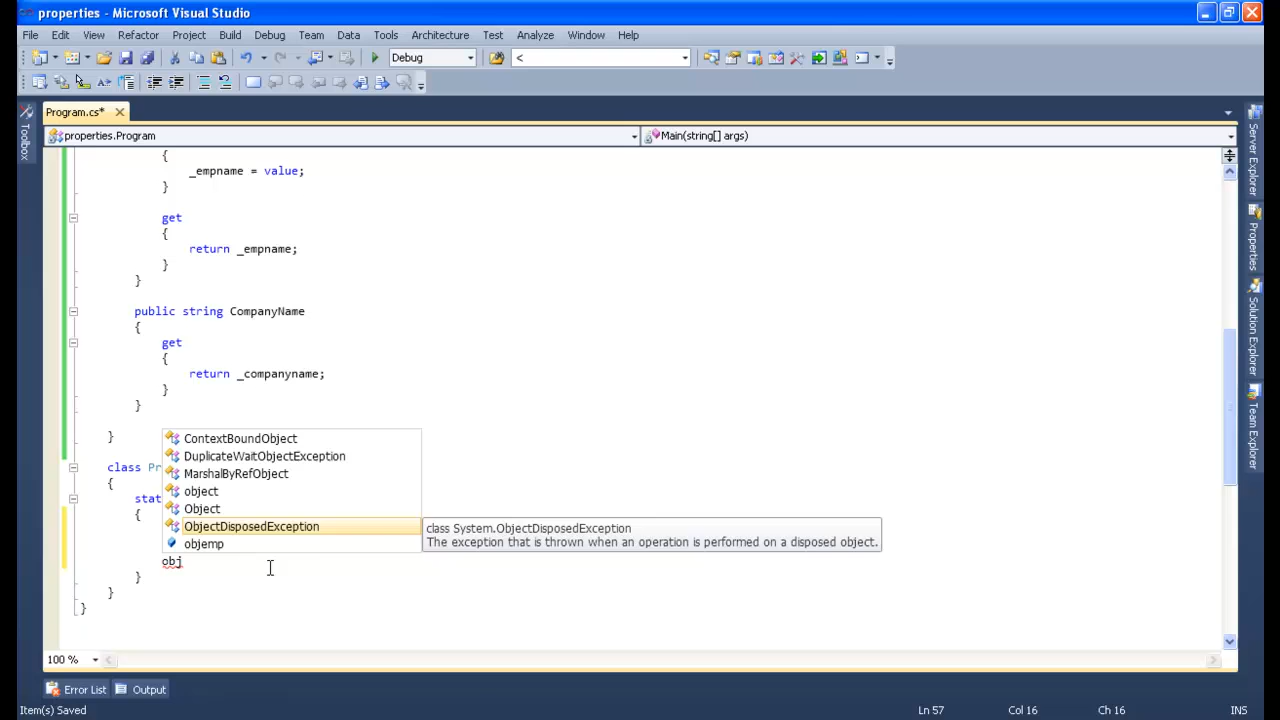 properties - Microsoft Visual Studio
File Edit View Refactor Project Build Debug Team Data Tools Architecture Test Analyze Window Help
Debug <
Program.cs*
properties.Program Main(string[] args)
{
_empname = value;
}
get
{
return _empname;
}
}
public string CompanyName
{
get
{
return _companyname;
}
}
}
ContextBoundObject
DuplicateWaitObjectException
class Pr MarshalByRefObject
{ object
stat Object
{ ObjectDisposedException class System.ObjectDisposedException
The exception that is thrown when an operation is performed on a disposed object.
objemp
obj
}
}
}
100 %
Error List Output
Item(s) Saved Ln 57 Col 16 Ch 16 INS
Toolbox
Server Explorer
Properties
Solution Explorer
Team Explorer